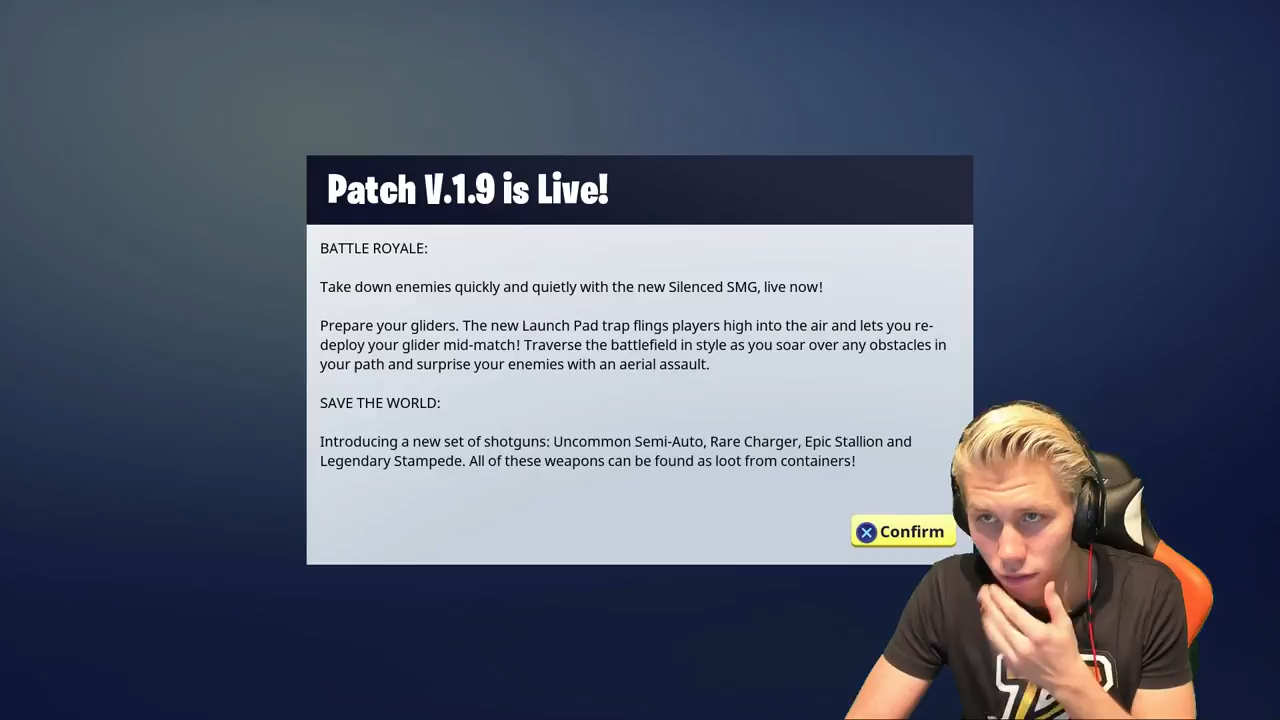 Patch V.1.9 is Live!
BATTLE ROYALE:
Take down enemies quickly and quietly with the new Silenced SMG, live now!
Prepare your gliders. The new Launch Pad trap flings players high into the air and lets you re-
deploy your glider mid-match! Traverse the battlefield in style as you soar over any obstacles in
your path and surprise your enemies with an aerial assault.
SAVE THE WORLD:
Introducing a new set of shotguns: Uncommon Semi-Auto, Rare Charger, Epic Stallion and
Legendary Stampede. All of these weapons can be found as loot from containers!
Confirm